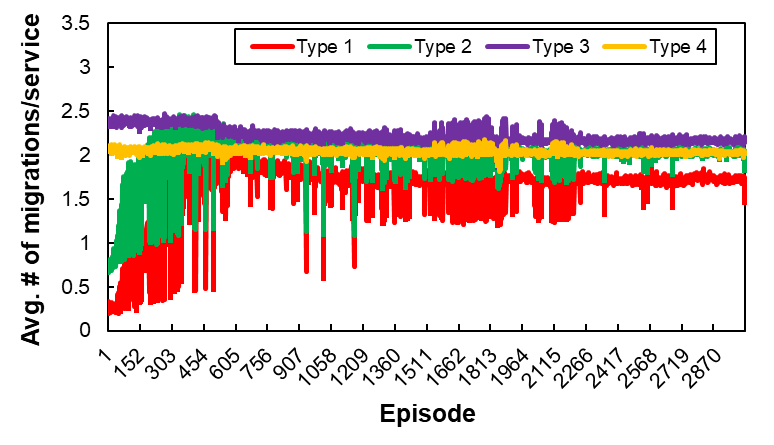 Avg. # of migrations/service
3.5
3
2.5
2
1.5
1
0.5
0
Type 1 Type 2 Type 3 Type 4
1 152 303 454 605 756 907 1058 1209 1360 1511 1662 1813 1964 2115 2266 2417 2568 2719 2870
Episode